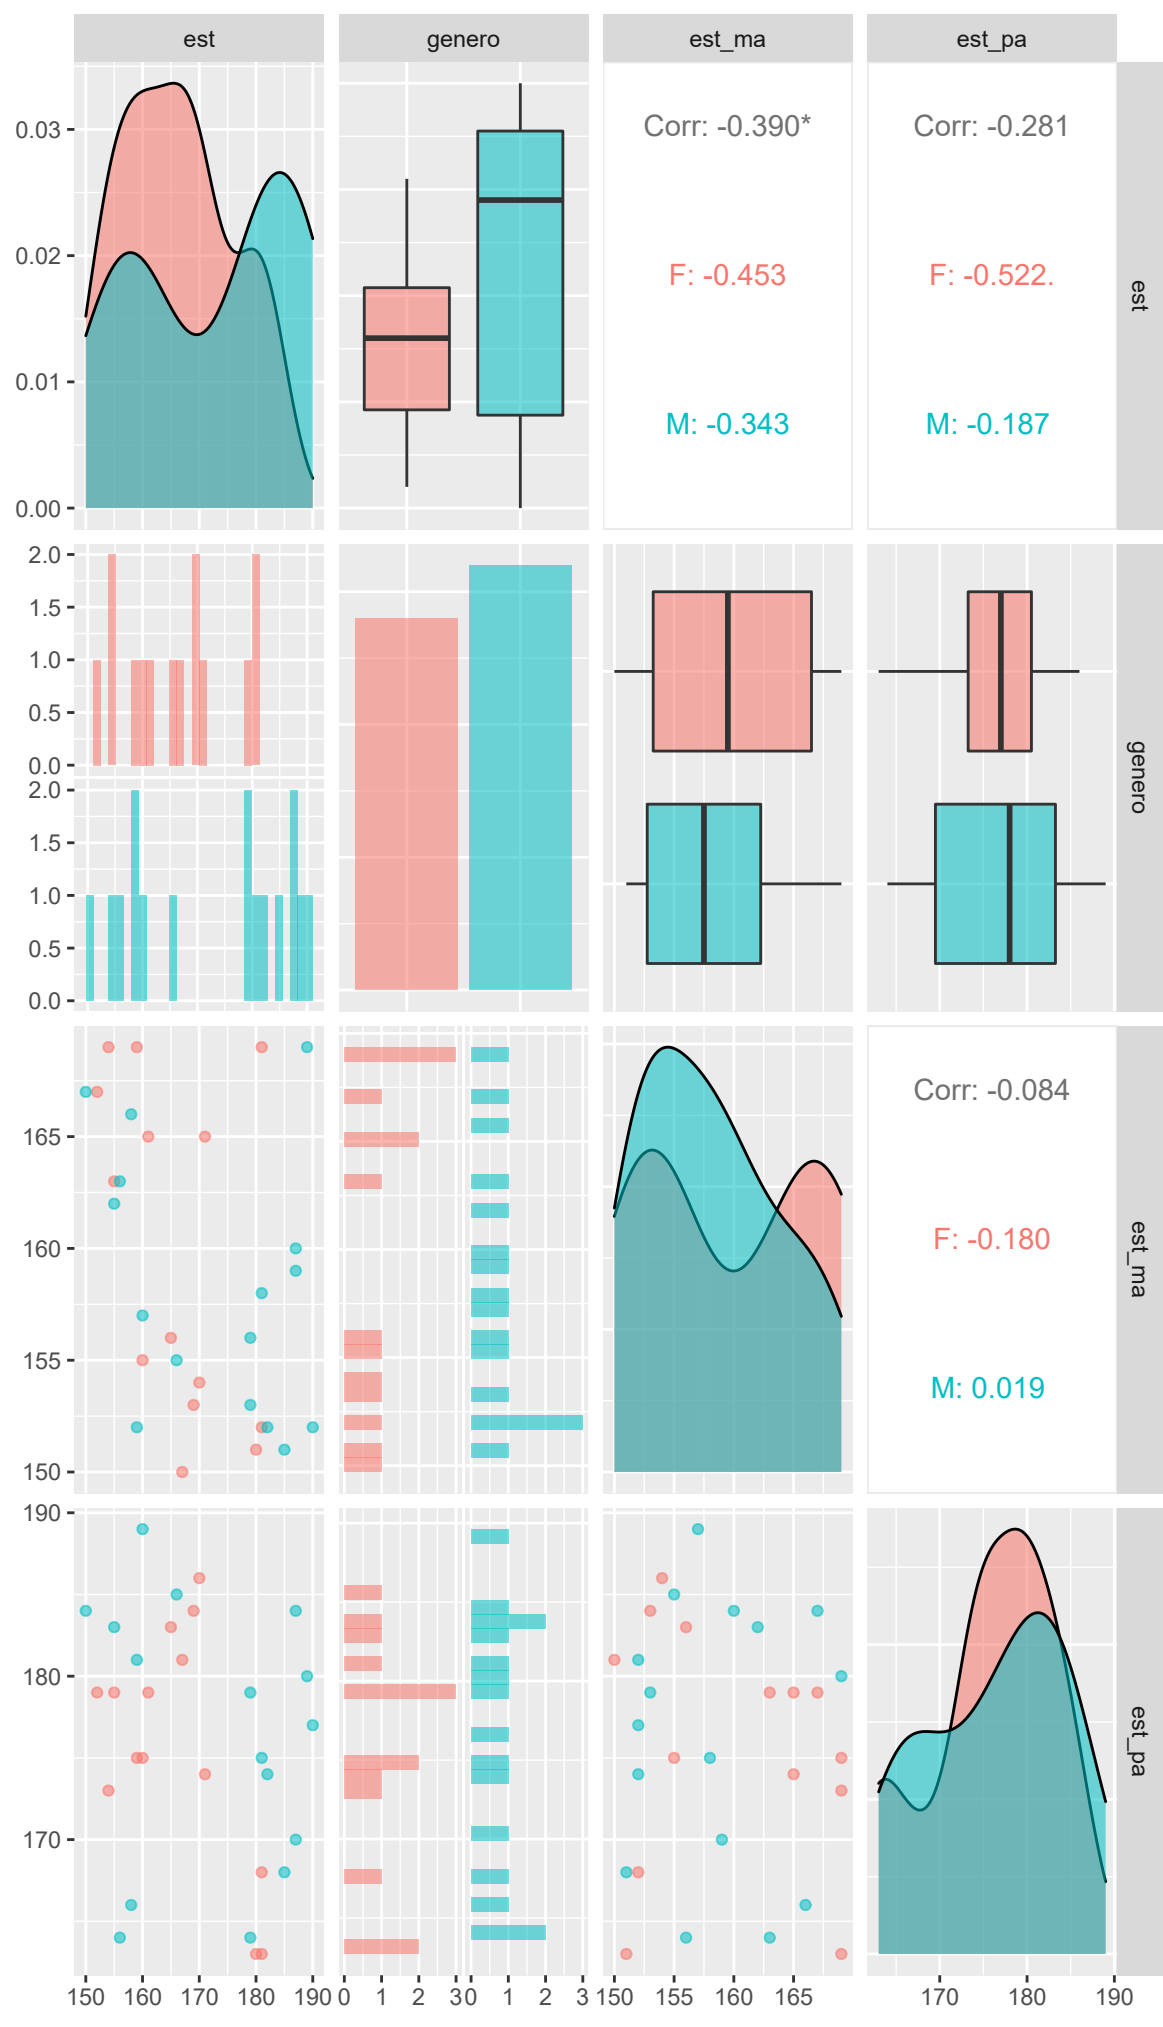 est genero est_ma est_pa
0.03
0.02
0.01
0.00
Corr: -0.390*
F: -0.453
M: -0.343
Corr: -0.281
F: -0.522.
M: -0.187
est
2.0
1.5
1.0
0.5
0.0
2.0
1.5
1.0
0.5
0.0
genero
165
160
155
150
Corr: -0.084
F: -0.180
M: 0.019
est_ma
190
180
170
est_pa
150 160 170 180 190 0 1 2 3 0 1 2 3 150 155 160 165 170 180 190